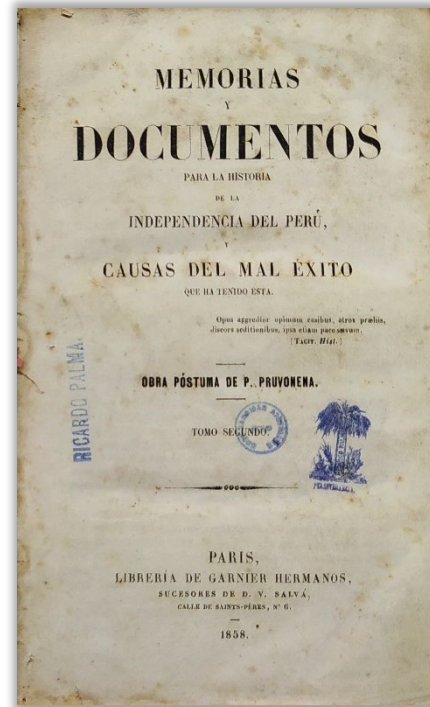 MEMORIAS
Y
DOCUMENTOS
PARA LA HISTORIA
DE LA
INDEPENDENCIA DEL PERÚ,
Y
CAUSAS DEL MAL ÉXITO
QUE HA TENIDO ESTA.
Opus aggredior opimum casibus, atrox præliis,
discors seditionibus, ipsa etiam pace sævum.
(TACIT. Hist.)
OBRA PÓSTUMA DE P. PRUVONENA.
RICARDO PALMA.
TOMO SEGUNDO
PARIS,
LIBRERÍA DE GARNIER HERMANOS,
SUCESORES DE D. V. SALVÁ,
CALLE DE SAINTS-PÈRES, Nº 6.
1858.